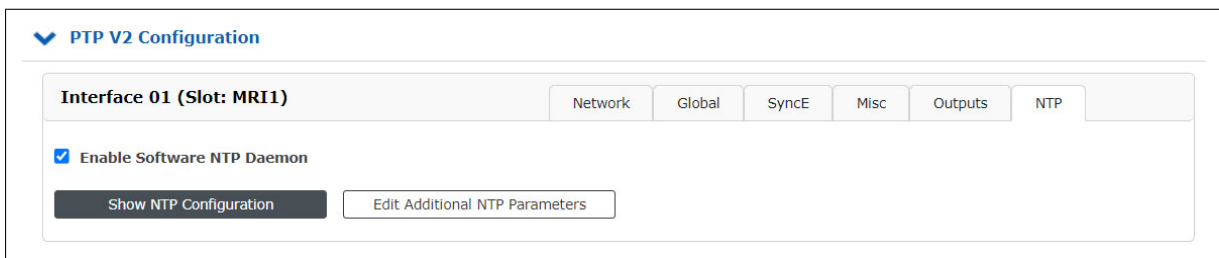 PTP V2 Configuration
Interface 01 (Slot: MRI1) Network Global SyncE Misc Outputs NTP
Enable Software NTP Daemon
Show NTP Configuration Edit Additional NTP Parameters